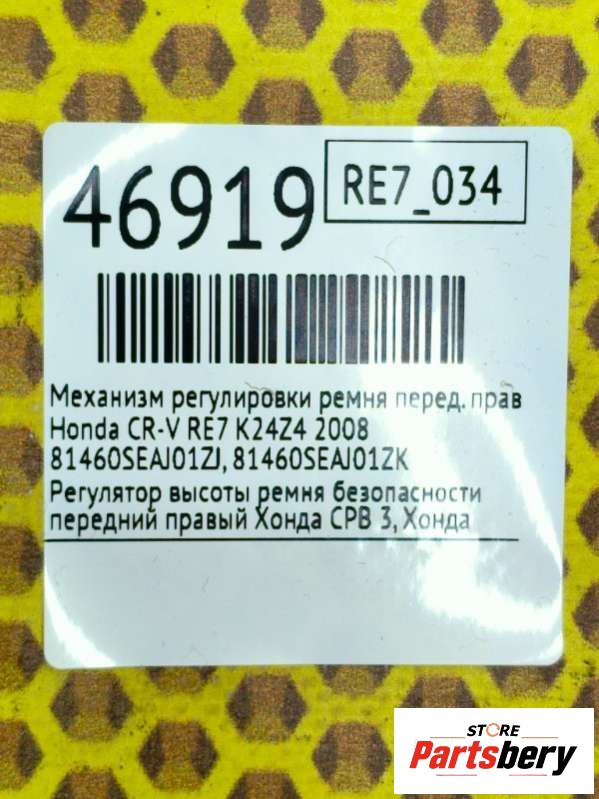 46919
RE7_034
Механизм регулировки ремня перед. прав
Honda CR-V RE7 K24Z4 2008
81460SEAJ01ZJ, 81460SEAJ01ZK
Регулятор высоты ремня безопасности
передний правый Хонда СРВ 3, Хонда
STORE
Partsbery